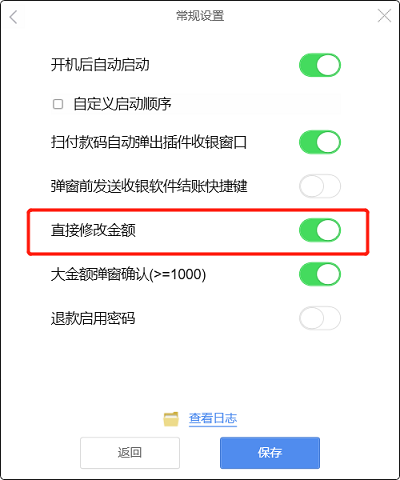 常规设置
开机后自动启动
自定义启动顺序
扫付款码自动弹出插件收银窗口
弹窗前发送收银软件结账快捷键
直接修改金额
大金额弹窗确认(>=1000)
退款启用密码
查看日志
返回
保存